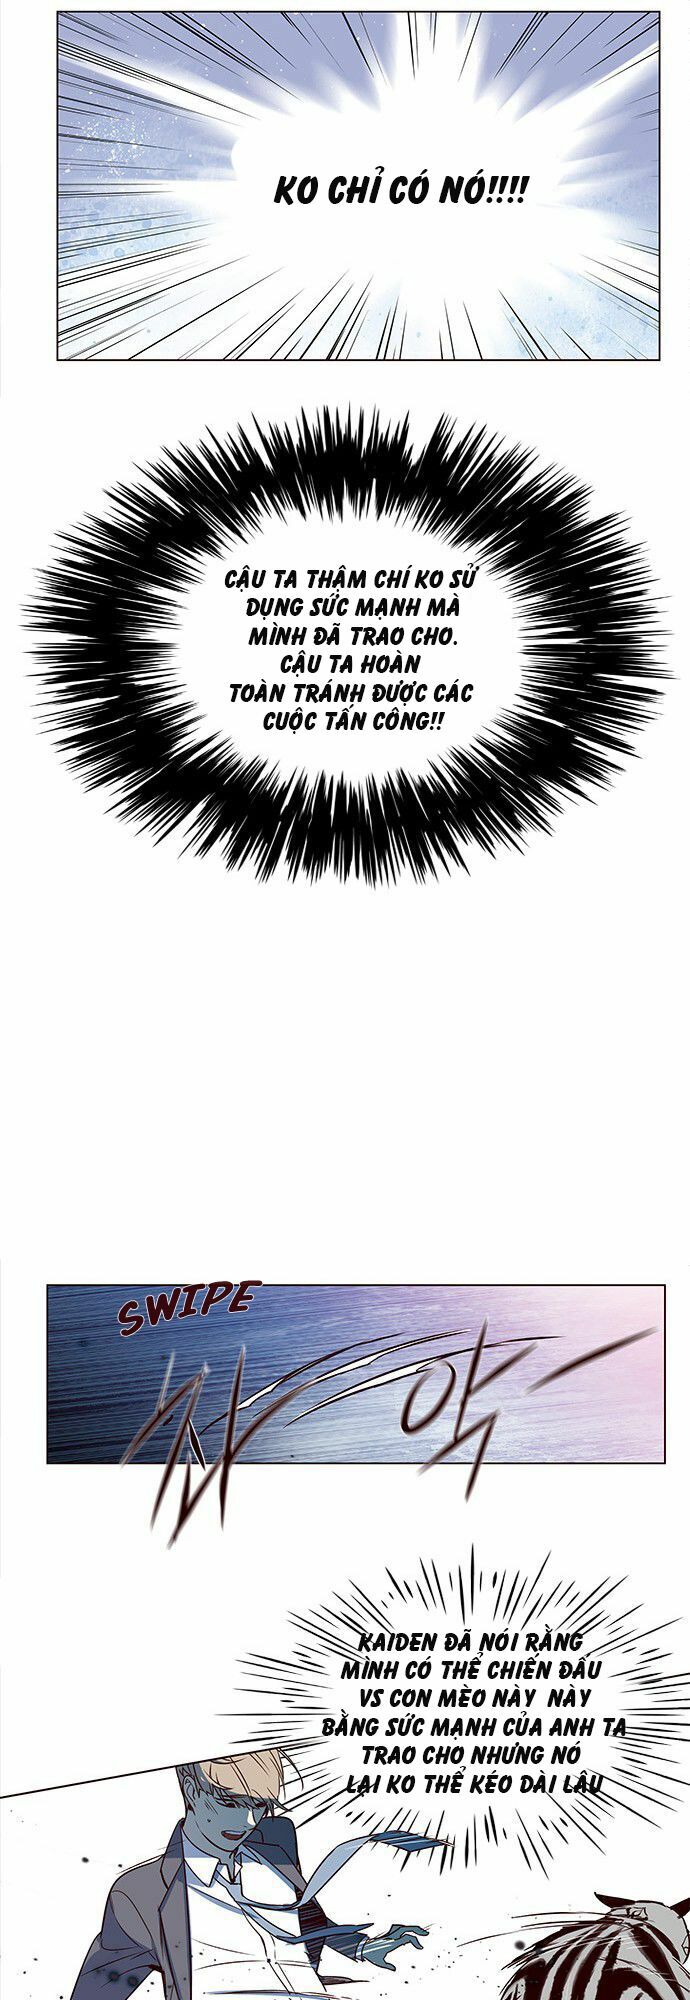 KO CHỈ CÓ NÓ!!!!
CẬU TA THẬM CHÍ KO SỬ
DỤNG SỨC MẠNH MÀ
MÌNH ĐÃ TRAO CHO.
CẬU TA HOÀN
TOÀN TRÁNH ĐƯỢC CÁC
CUỘC TẤN CÔNG!!
SWIPE
촤악
KAIDEN ĐÃ NÓI RẰNG
MÌNH CÓ THỂ CHIẾN ĐẤU
VS CON MÈO NÀY NÀY
BẰNG SỨC MẠNH CỦA ANH TA
TRAO CHO NHƯNG NÓ
LẠI KO THỂ KÉO DÀI LÂU